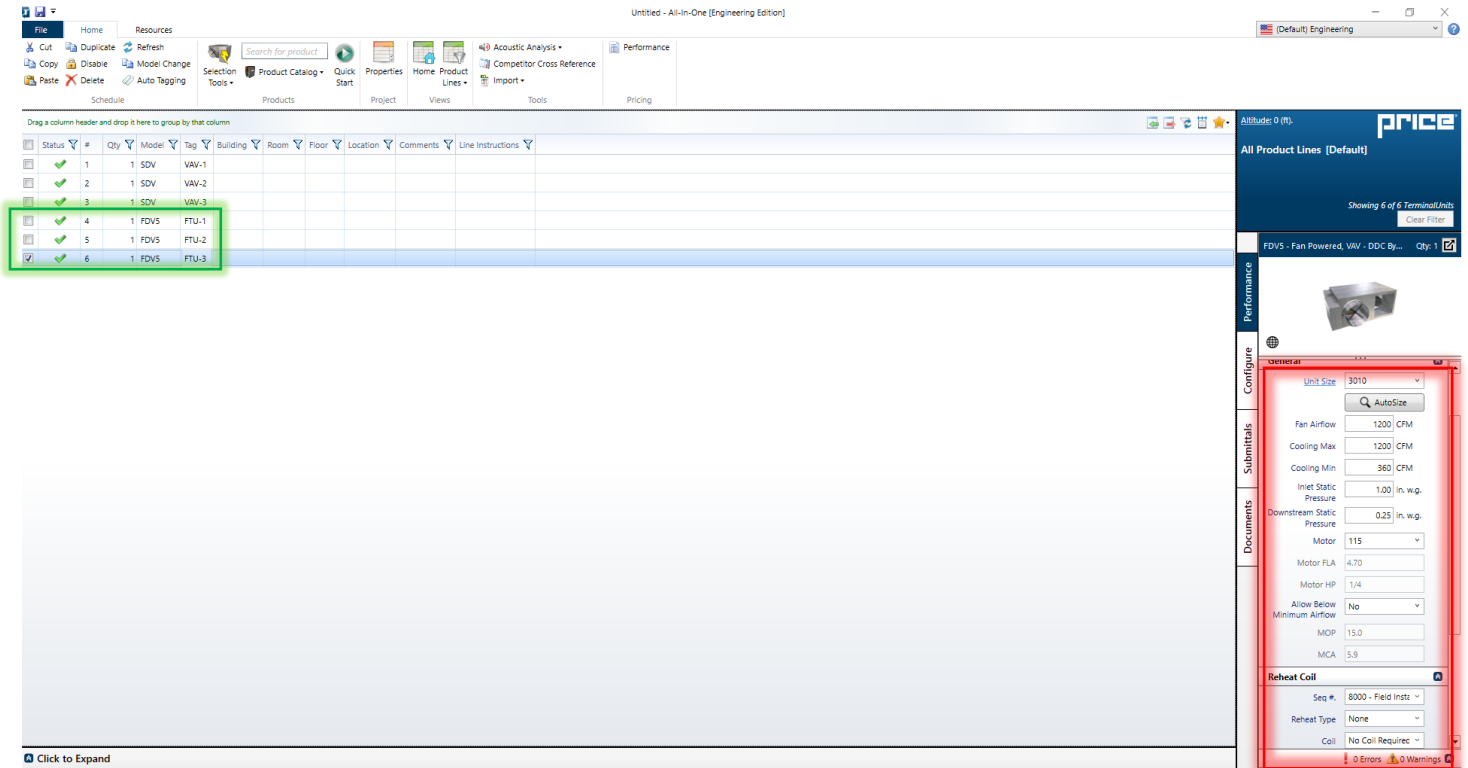 Untitled - All-In-One [Engineering Edition]
File Home Resources
(Default) Engineering
Cut Duplicate Refresh
Copy Disable Model Change
Paste Delete Auto Tagging
Schedule
Selection Tools
Search for product
Product Catalog
Quick Start
Products
Properties
Project
Home Product Lines
Views
Acoustic Analysis
Competitor Cross Reference
Import
Tools
Performance
Pricing
Drag a column header and drop it here to group by that column
Status # Qty Model Tag Building Room Floor Location Comments Line Instructions
1 1 SDV VAV-1
2 1 SDV VAV-2
3 1 SDV VAV-3
4 1 FDV5 FTU-1
5 1 FDV5 FTU-2
6 1 FDV5 FTU-3
Click to Expand
Altitude: 0 (ft).
price
All Product Lines [Default]
Showing 6 of 6 TerminalUnits
Clear Filter
FDV5 - Fan Powered, VAV - DDC By... Qty: 1
Performance
Configure
Submittals
Documents
General
Unit Size 3010
AutoSize
Fan Airflow 1200 CFM
Cooling Max 1200 CFM
Cooling Min 360 CFM
Inlet Static Pressure 1.00 in. w.g.
Downstream Static Pressure 0.25 in. w.g.
Motor 115
Motor FLA 4.70
Motor HP 1/4
Allow Below Minimum Airflow No
MOP 15.0
MCA 5.9
Reheat Coil
Seq #. 8000 - Field Insta
Reheat Type None
Coil No Coil Required
0 Errors 0 Warnings